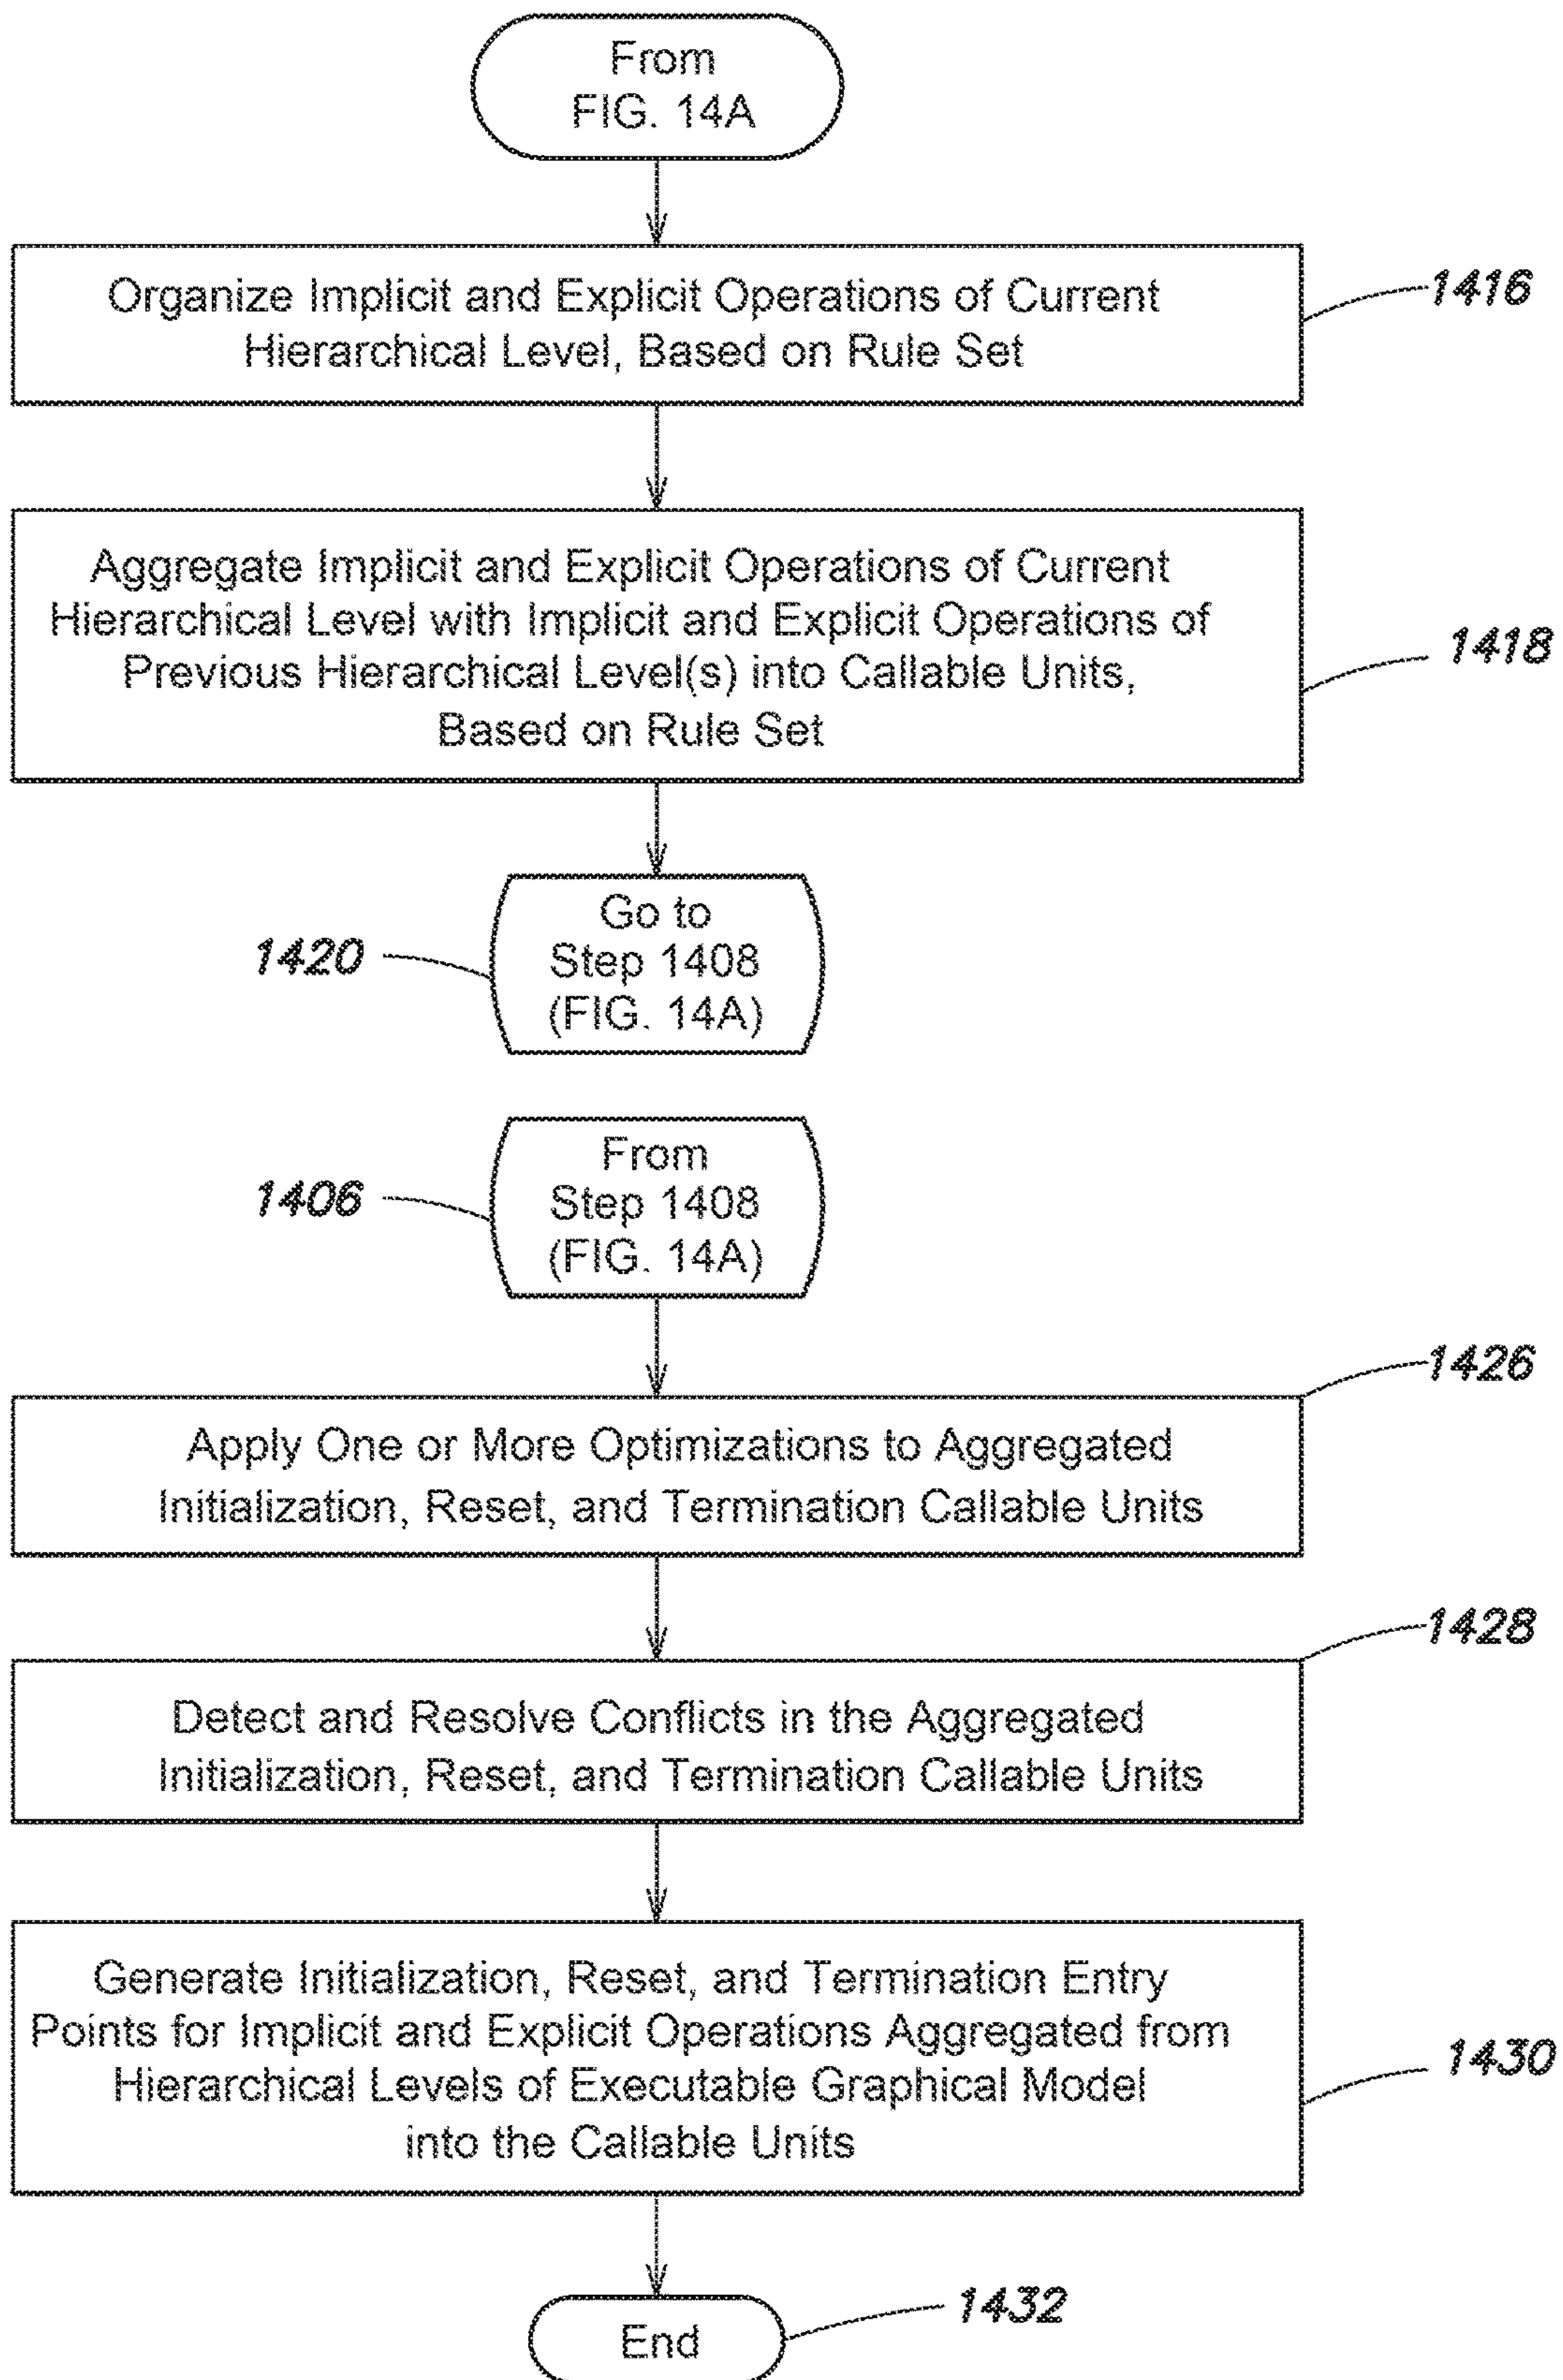 From
FIG. 14A
Organize Implicit and Explicit Operations of Current
Hierarchical Level, Based on Rule Set
1416
Aggregate Implicit and Explicit Operations of Current
Hierarchical Level with Implicit and Explicit Operations of
Previous Hierarchical Level(s) into Callable Units,
Based on Rule Set
1418
Go to
Step 1408
(FIG. 14A)
1420
From
Step 1408
(FIG. 14A)
1406
Apply One or More Optimizations to Aggregated
Initialization, Reset, and Termination Callable Units
1426
Detect and Resolve Conflicts in the Aggregated
Initialization, Reset, and Termination Callable Units
1428
Generate Initialization, Reset, and Termination Entry
Points for Implicit and Explicit Operations Aggregated from
Hierarchical Levels of Executable Graphical Model
into the Callable Units
1430
End
1432